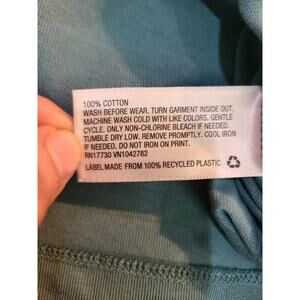 100% COTTON
WASH BEFORE WEAR. TURN GARMENT INSIDE OUT.
MACHINE WASH COLD WITH LIKE COLORS. GENTLE
CYCLE. ONLY NON-CHLORINE BLEACH IF NEEDED.
TUMBLE DRY LOW. REMOVE PROMPTLY. COOL IRON
IF NEEDED. DO NOT IRON ON PRINT.
RN17730 VN1042782
LABEL MADE FROM 100% RECYCLED PLASTIC